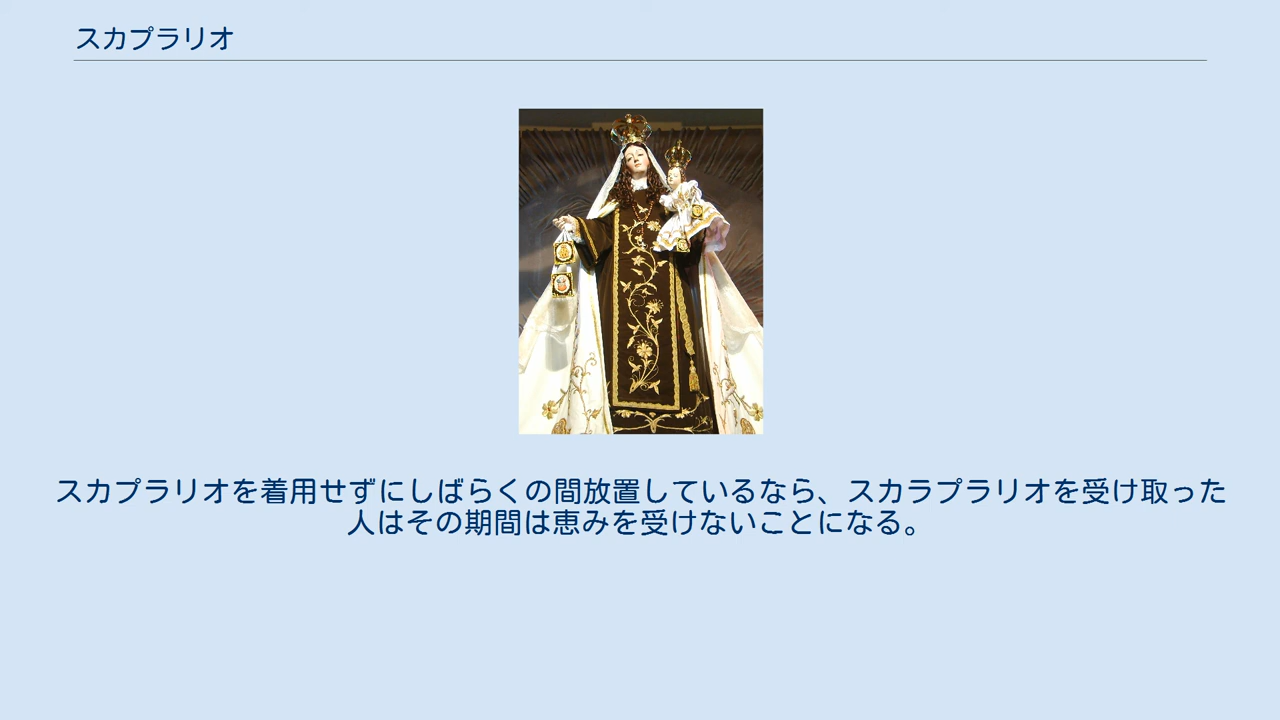 スカプラリオ
スカプラリオを着用せずにしばらくの間放置しているなら、スカラプラリオを受け取った
人はその期間は恵みを受けないことになる。